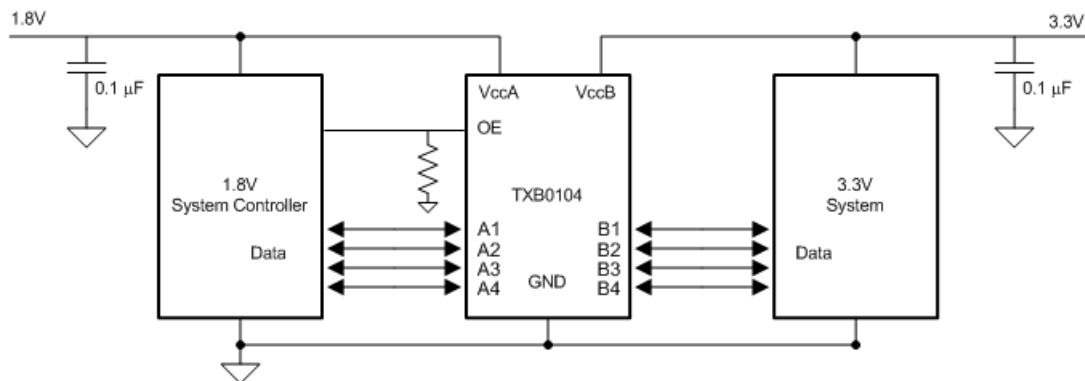 1.8V
3.3V
0.1 μF
0.1 μF
VccA
VccB
OE
1.8V
System Controller
TXB0104
3.3V
System
Data
A1
A2
A3
A4
B1
B2
B3
B4
Data
GND